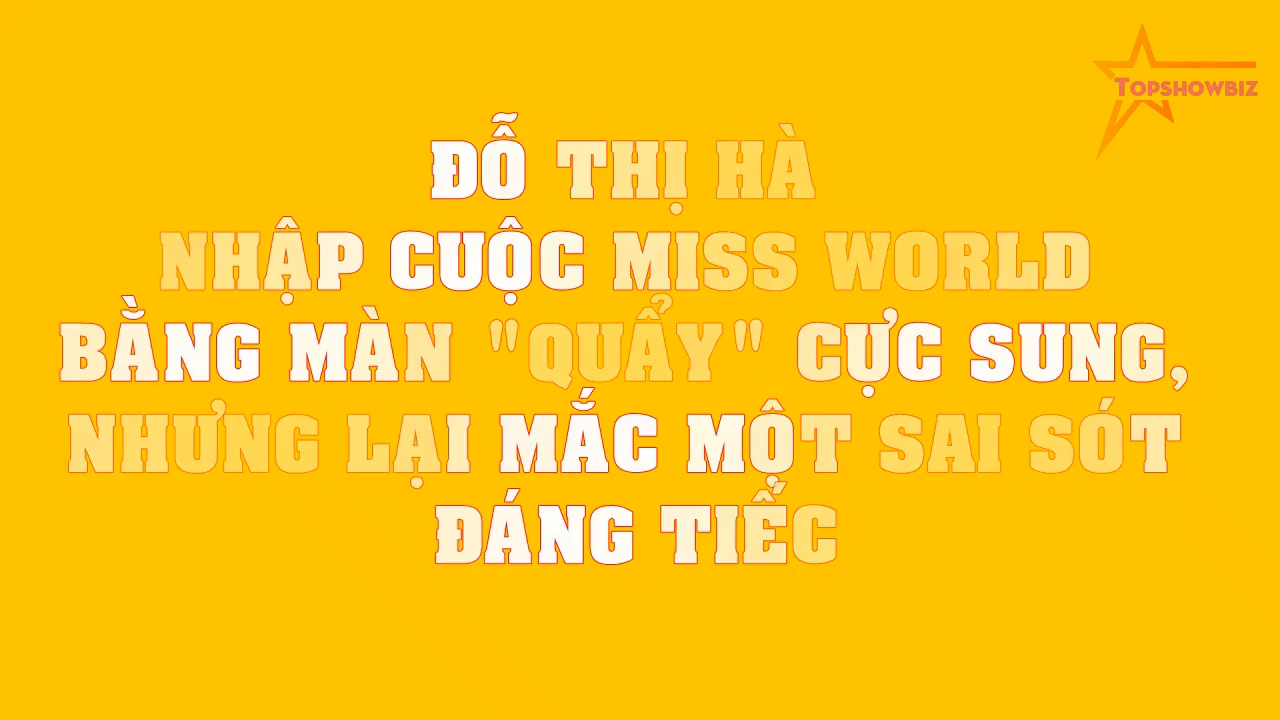 TOPSHOWBIZ
ĐỖ THỊ HÀ
NHẬP CUỘC MISS WORLD
BẰNG MÀN "QUẨY" CỰC SUNG,
NHƯNG LẠI MẮC MỘT SAI SÓT
ĐÁNG TIẾC